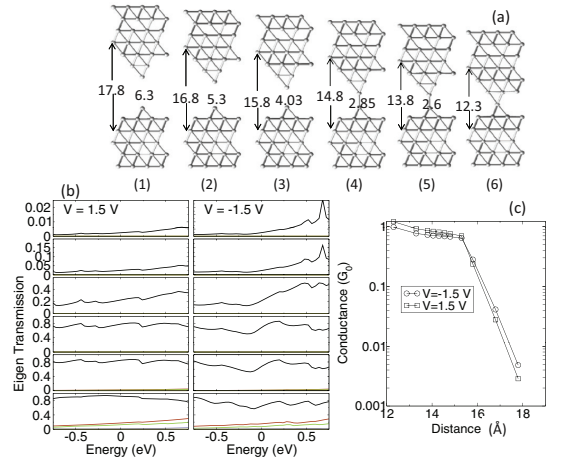 (a)
17.8 6.3 16.8 5.3 15.8 4.03 14.8 2.85 13.8 2.6 12.3
(1) (2) (3) (4) (5) (6)
(b)
V = 1.5 V V = -1.5 V
0.02
0.01
0
0.15
0.1
0.05
0
0.4
0.2
0
0.8
0.4
0
0.8
0.4
0
0.8
0.4
0
Eigen Transmission
-0.5 0 0.5 -0.5 0 0.5
Energy (eV) Energy (eV)
(c)
1
0.1
0.01
0.001
Conductance (G0)
V=-1.5 V
V=1.5 V
12 14 16 18
Distance (Å)